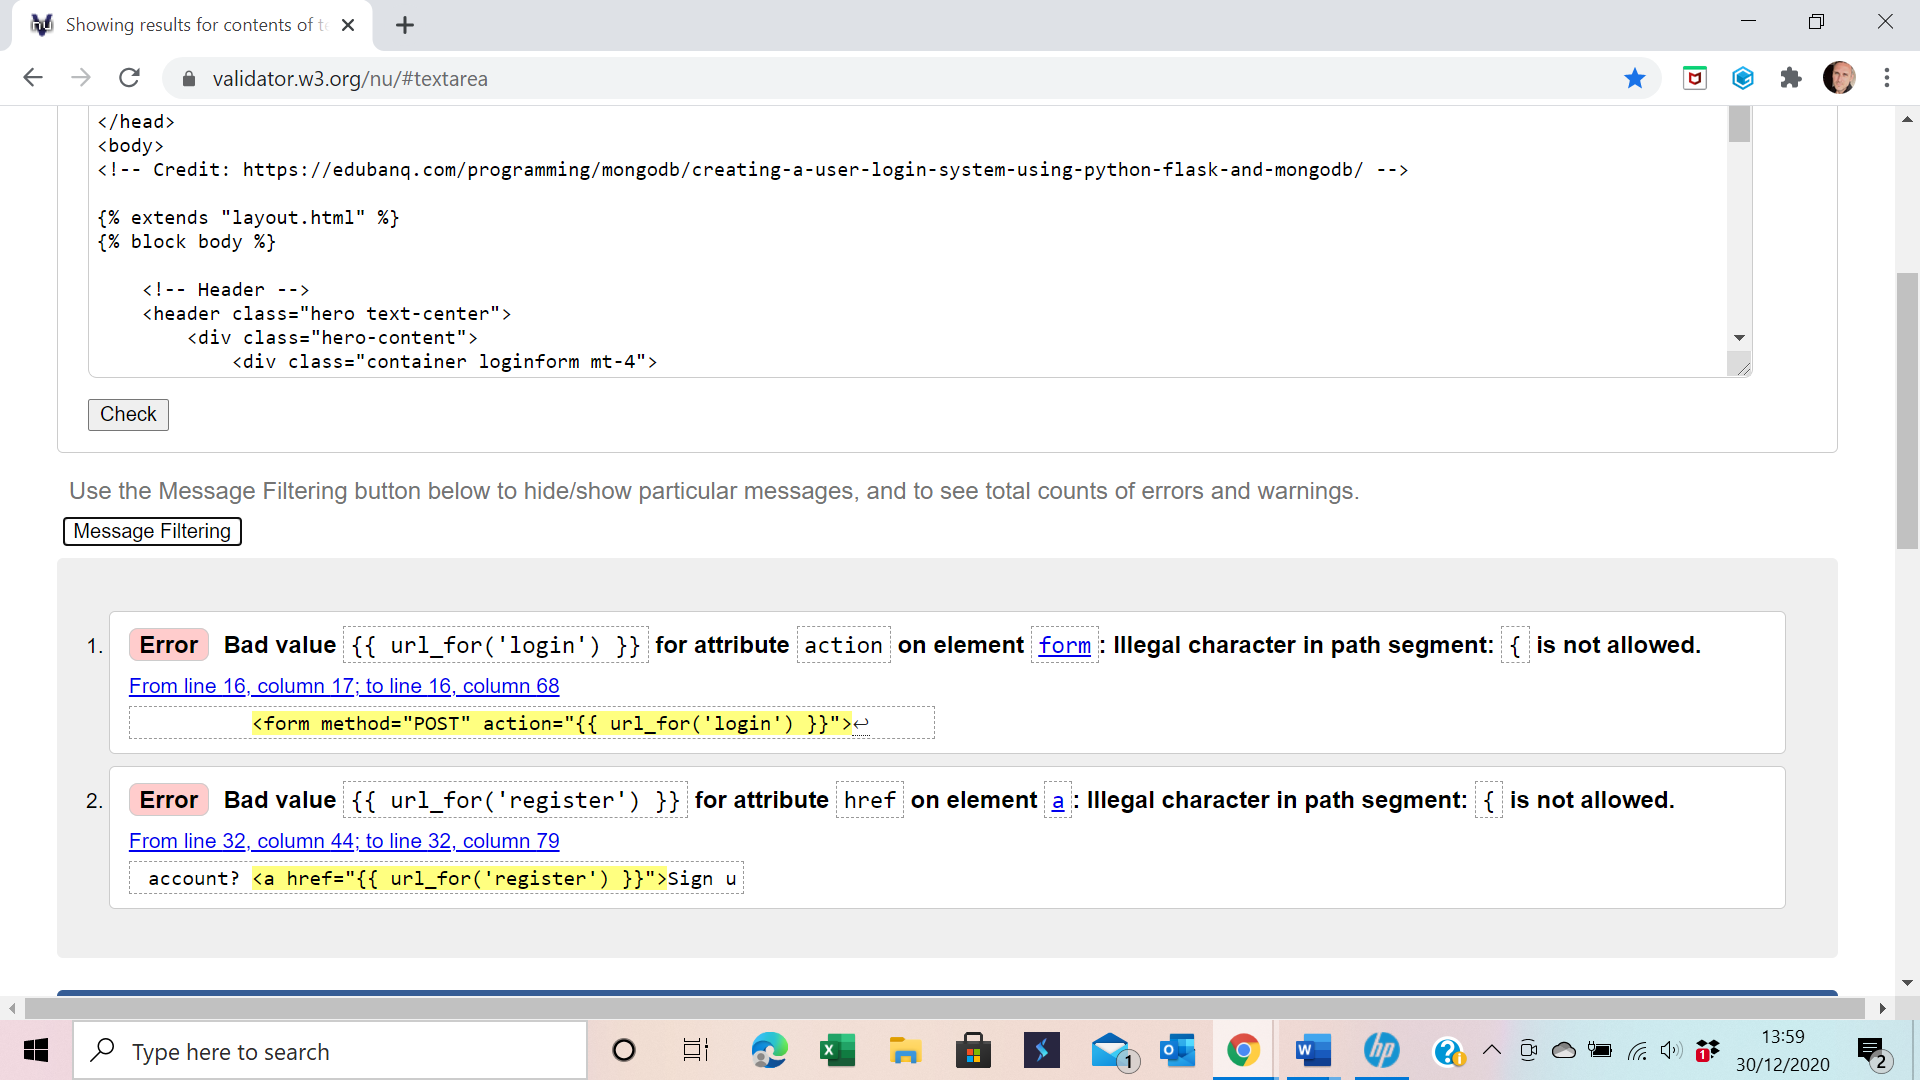 Showing results for contents of te
validator.w3.org/nu/#textarea
</head>
<body>
<!-- Credit: https://edubanq.com/programming/mongodb/creating-a-user-login-system-using-python-flask-and-mongodb/ -->
{% extends "layout.html" %}
{% block body %}
<!-- Header -->
<header class="hero text-center">
<div class="hero-content">
<div class="container loginform mt-4">
Check
Use the Message Filtering button below to hide/show particular messages, and to see total counts of errors and warnings.
Message Filtering
1. Error Bad value {{ url_for('login') }} for attribute action on element form: Illegal character in path segment: { is not allowed.
From line 16, column 17; to line 16, column 68
<form method="POST" action="{{ url_for('login') }}">↩
2. Error Bad value {{ url_for('register') }} for attribute href on element a: Illegal character in path segment: { is not allowed.
From line 32, column 44; to line 32, column 79
account? <a href="{{ url_for('register') }}">Sign u
Type here to search
1
1
13:59
30/12/2020
2